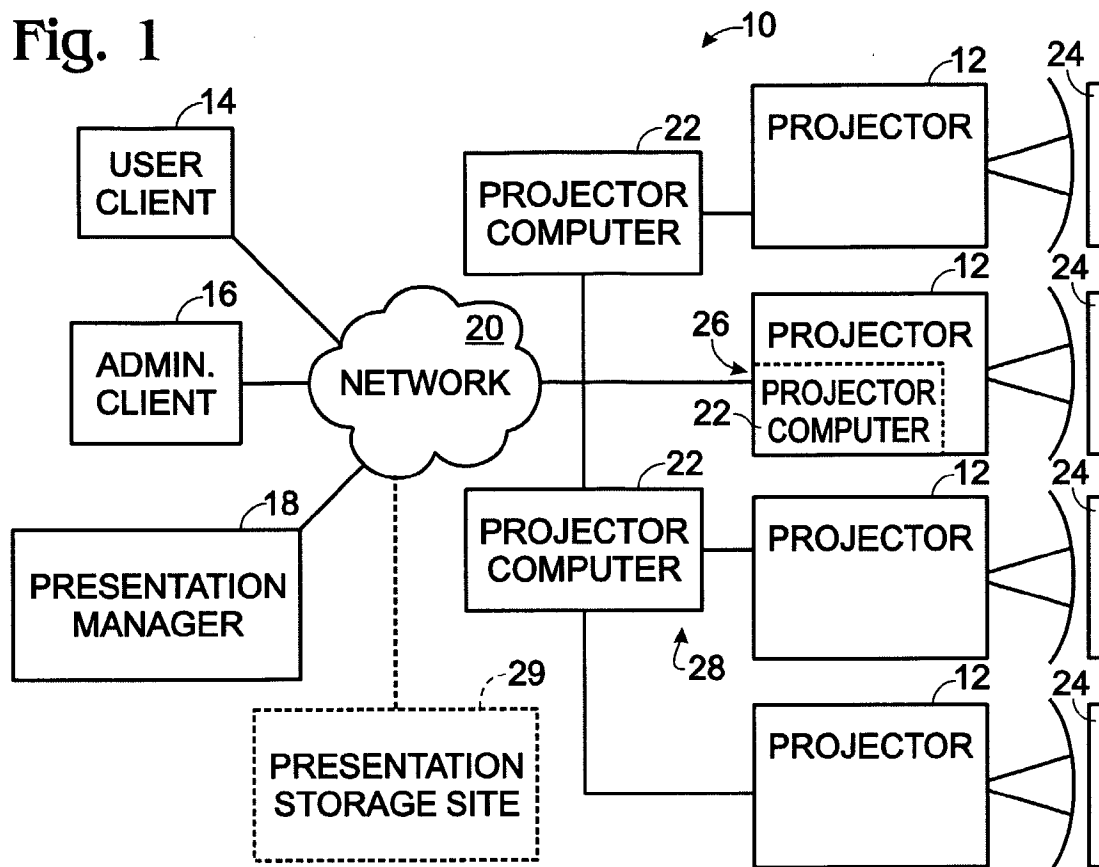 Fig. 1
10
14
USER
CLIENT
16
ADMIN.
CLIENT
18
PRESENTATION
MANAGER
20
NETWORK
29
PRESENTATION
STORAGE SITE
22
PROJECTOR
COMPUTER
12
PROJECTOR
24
26
12
PROJECTOR
22
PROJECTOR
COMPUTER
24
22
PROJECTOR
COMPUTER
28
12
PROJECTOR
24
12
PROJECTOR
24